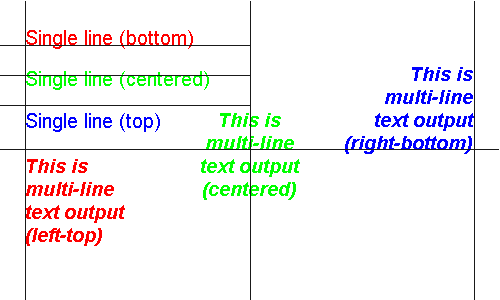 Single line (bottom)
Single line (centered)
Single line (top)
This is
multi-line
text output
(right-bottom)
This is
multi-line
text output
(centered)
This is
multi-line
text output
(left-top)